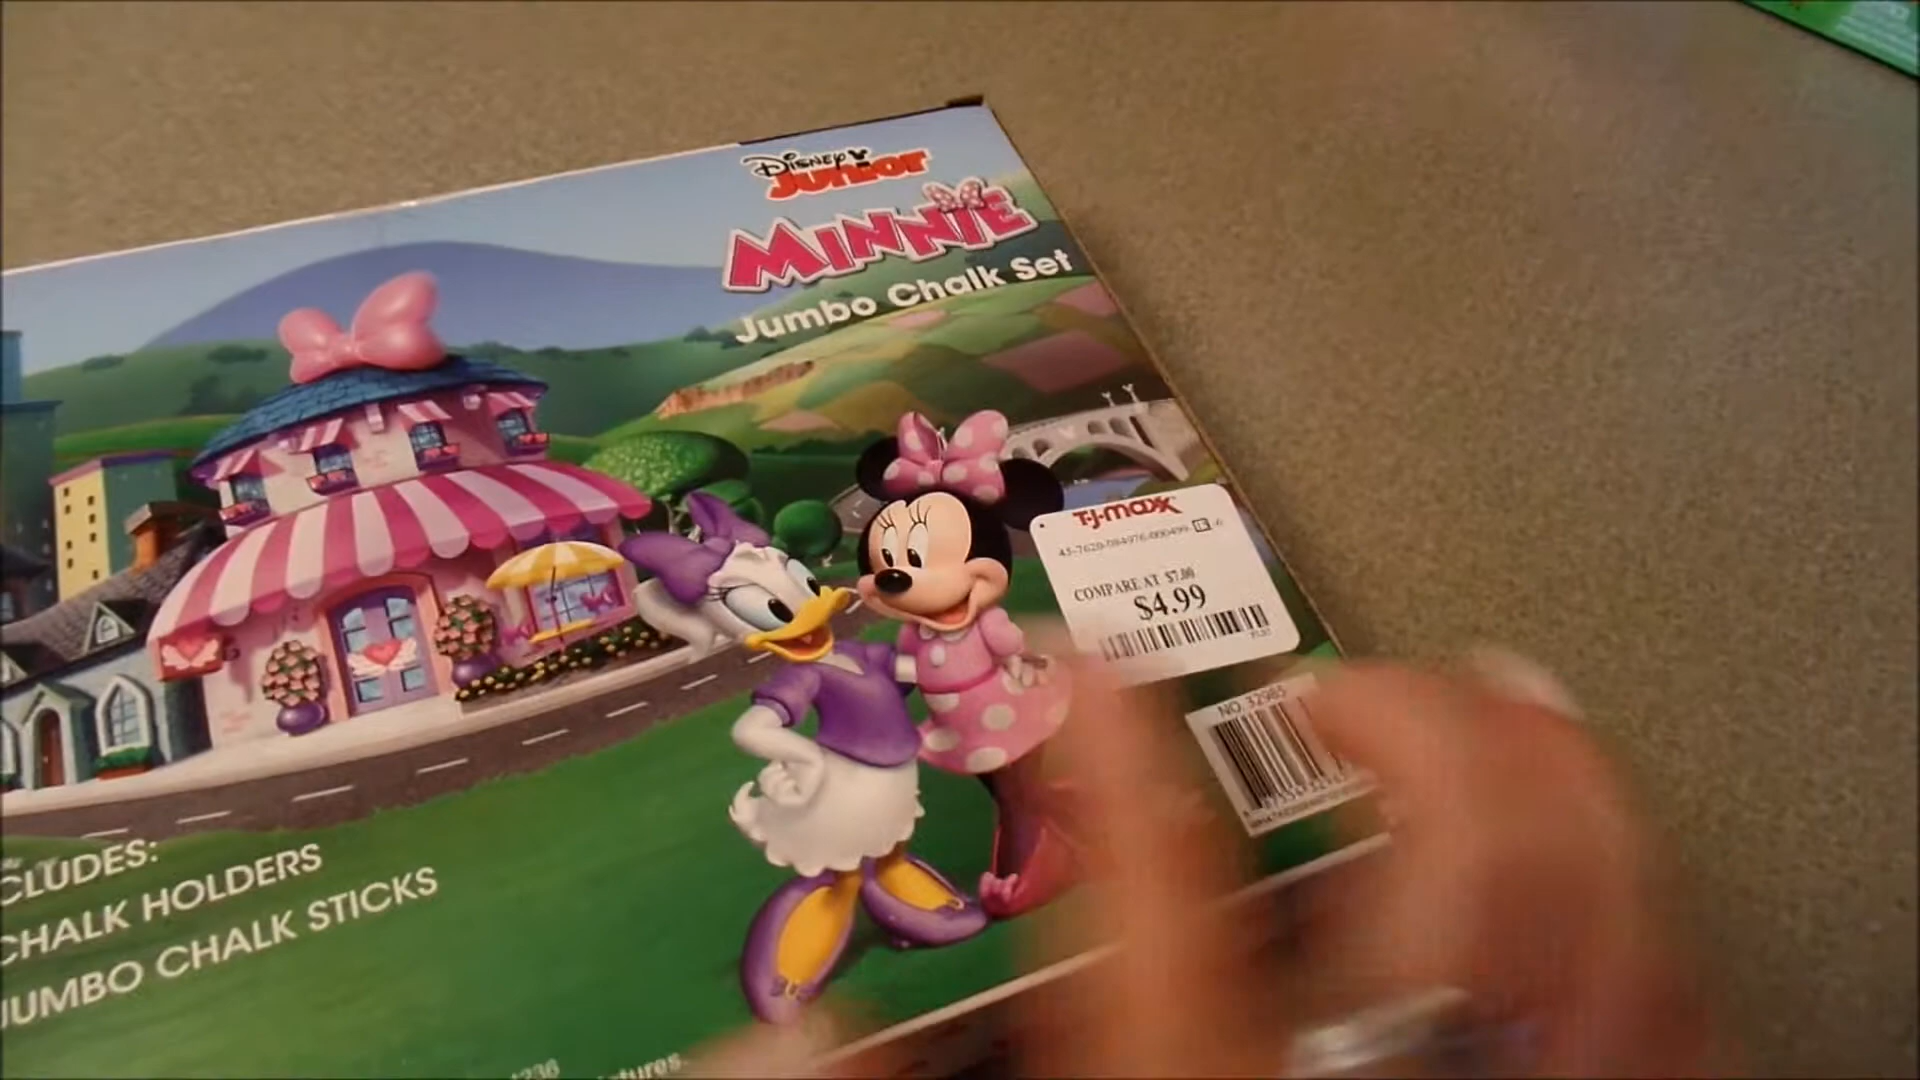 Disney
Junior
MINNIE
Jumbo Chalk Set
T·J·maxx
COMPARE AT $7.00
$4.99
NO. 32985
CLUDES:
CHALK HOLDERS
JUMBO CHALK STICKS